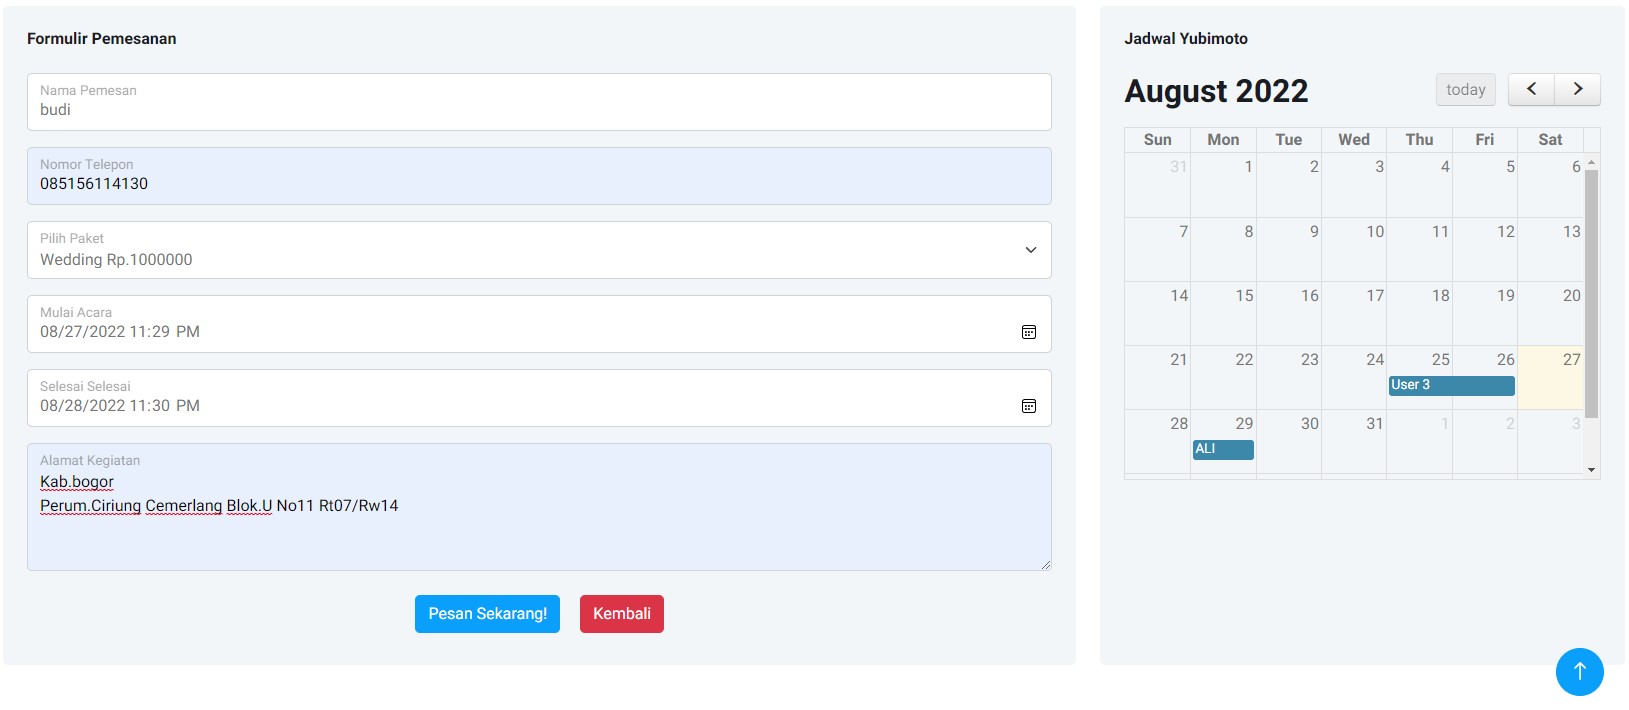 Formulir Pemesanan
Nama Pemesan
budi
Nomor Telepon
085156114130
Pilih Paket
Wedding Rp.1000000
Mulai Acara
08/27/2022 11:29 PM
Selesai Selesai
08/28/2022 11:30 PM
Alamat Kegiatan
Kab.bogor
Perum.Ciriung Cemerlang Blok.U No11 Rt07/Rw14
Pesan Sekarang!
Kembali
Jadwal Yubimoto
August 2022
today
Sun Mon Tue Wed Thu Fri Sat
31 1 2 3 4 5 6
7 8 9 10 11 12 13
14 15 16 17 18 19 20
21 22 23 24 25 26 27
User 3
28 29 30 31 1 2 3
ALI